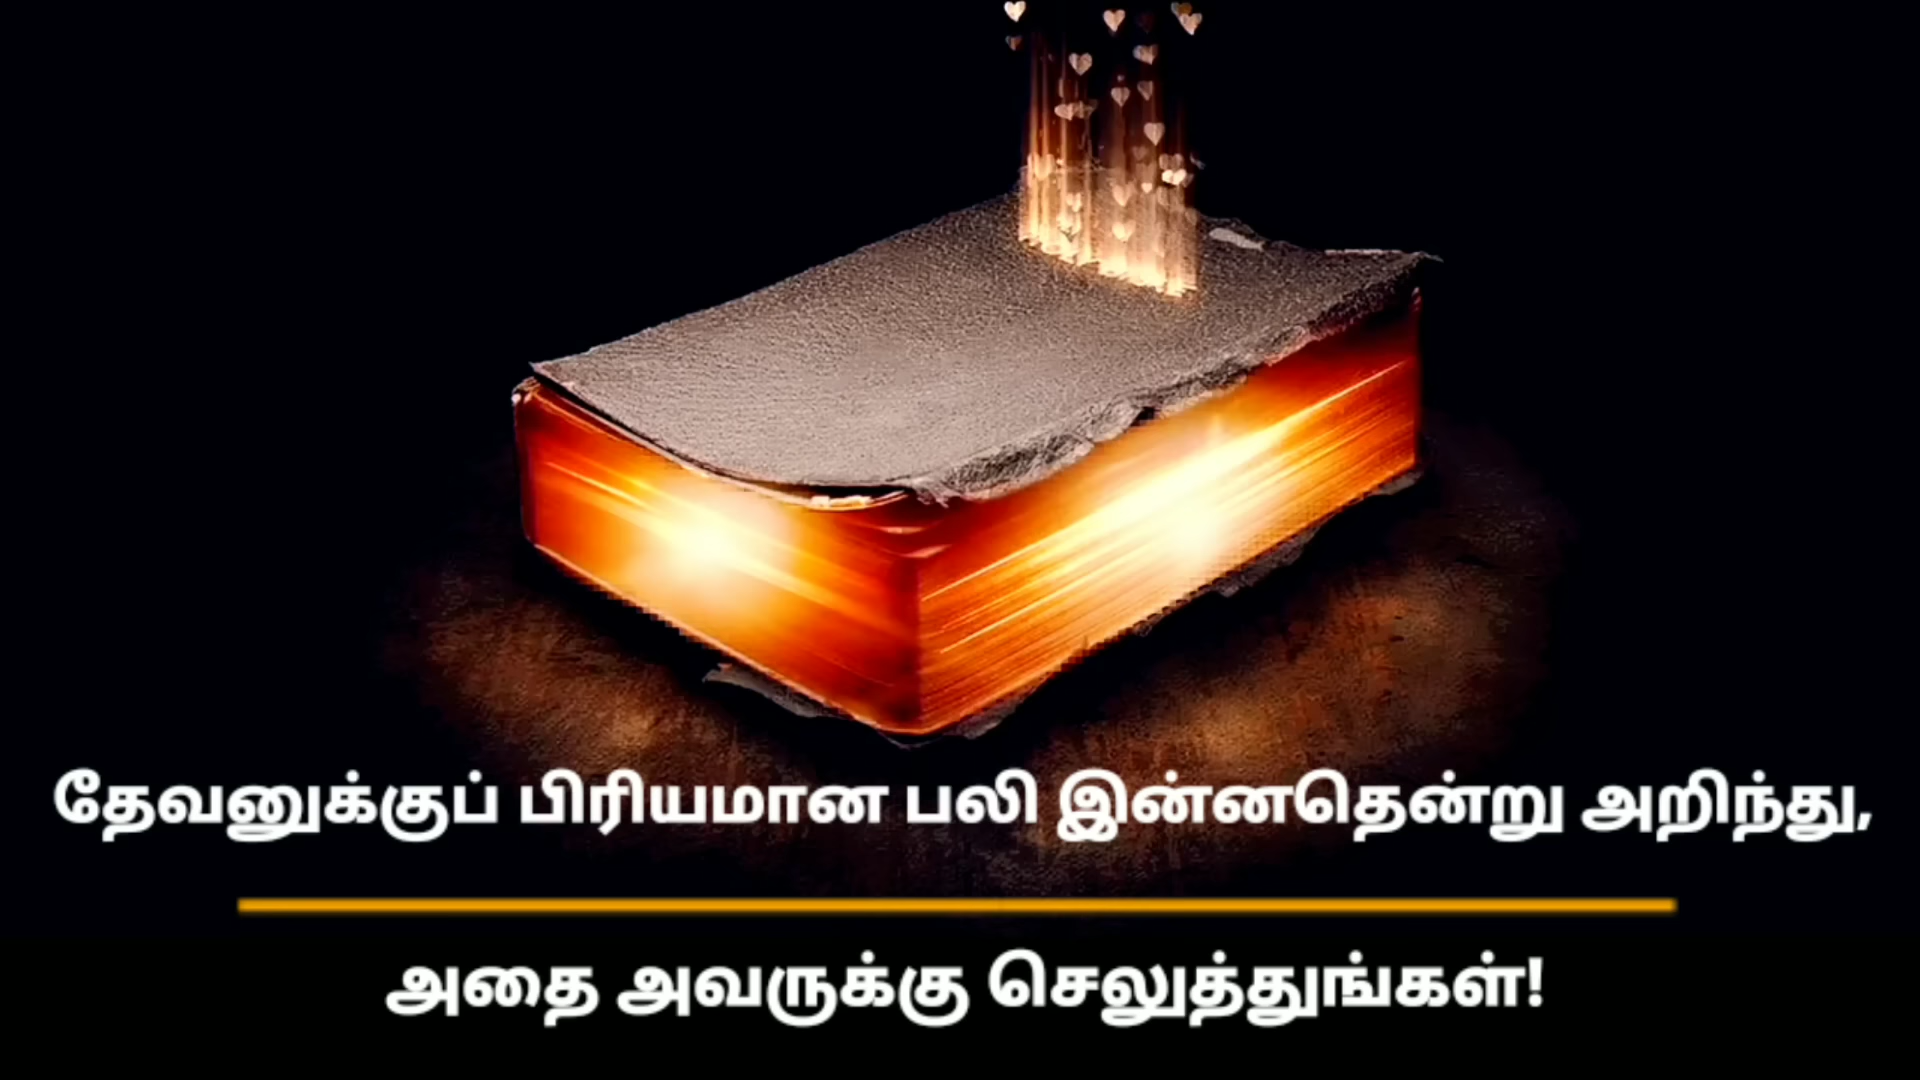 தேவனுக்குப் பிரியமான பலி இன்னதென்று அறிந்து,
அதை அவருக்கு செலுத்துங்கள்!